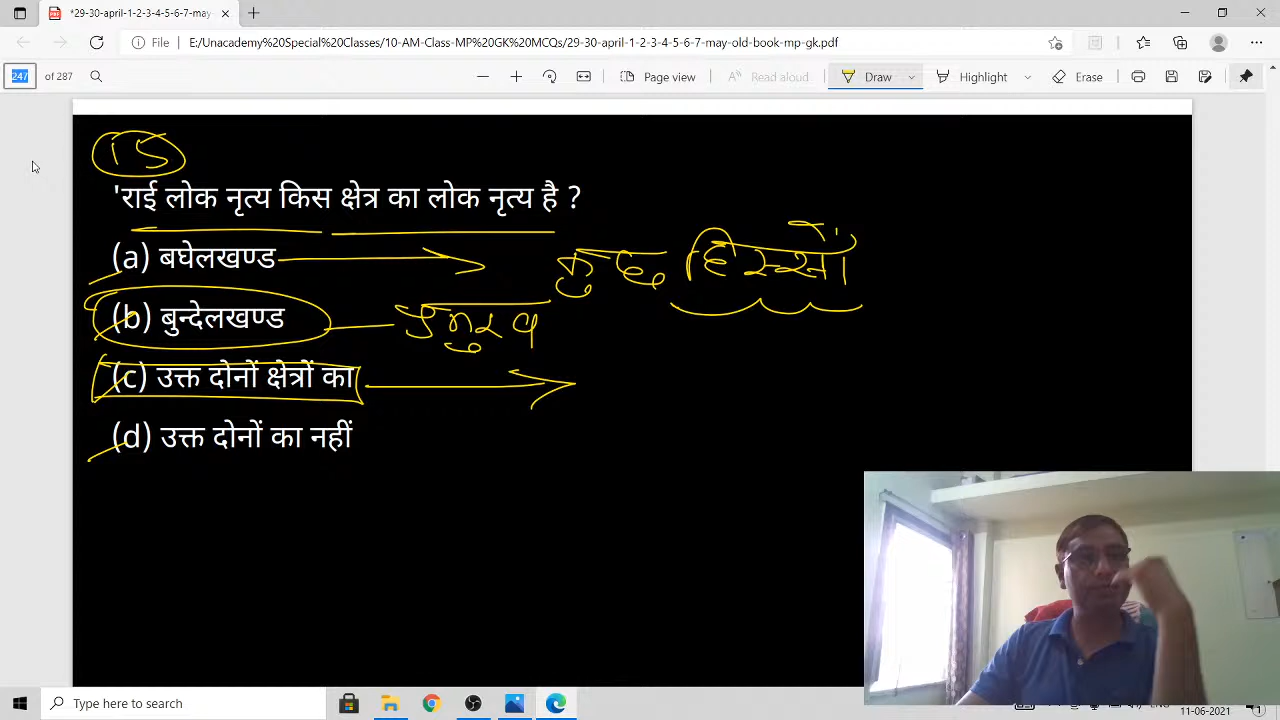 *29-30-april-1-2-3-4-5-6-7-may-
File
E:/Unacademy%20Special%20Classes/10-AM-Class-MP%20GK%20MCQs/29-30-april-1-2-3-4-5-6-7-may-old-book-mp-gk.pdf
247 of 287
Page view
Read aloud
Draw
Highlight
Erase
15
'राई लोक नृत्य किस क्षेत्र का लोक नृत्य है ?
(a) बघेलखण्ड
कुछ हिस्सों
(b) बुन्देलखण्ड
(c) उक्त दोनों क्षेत्रों का
(d) उक्त दोनों का नहीं
Type here to search
11-06-2021